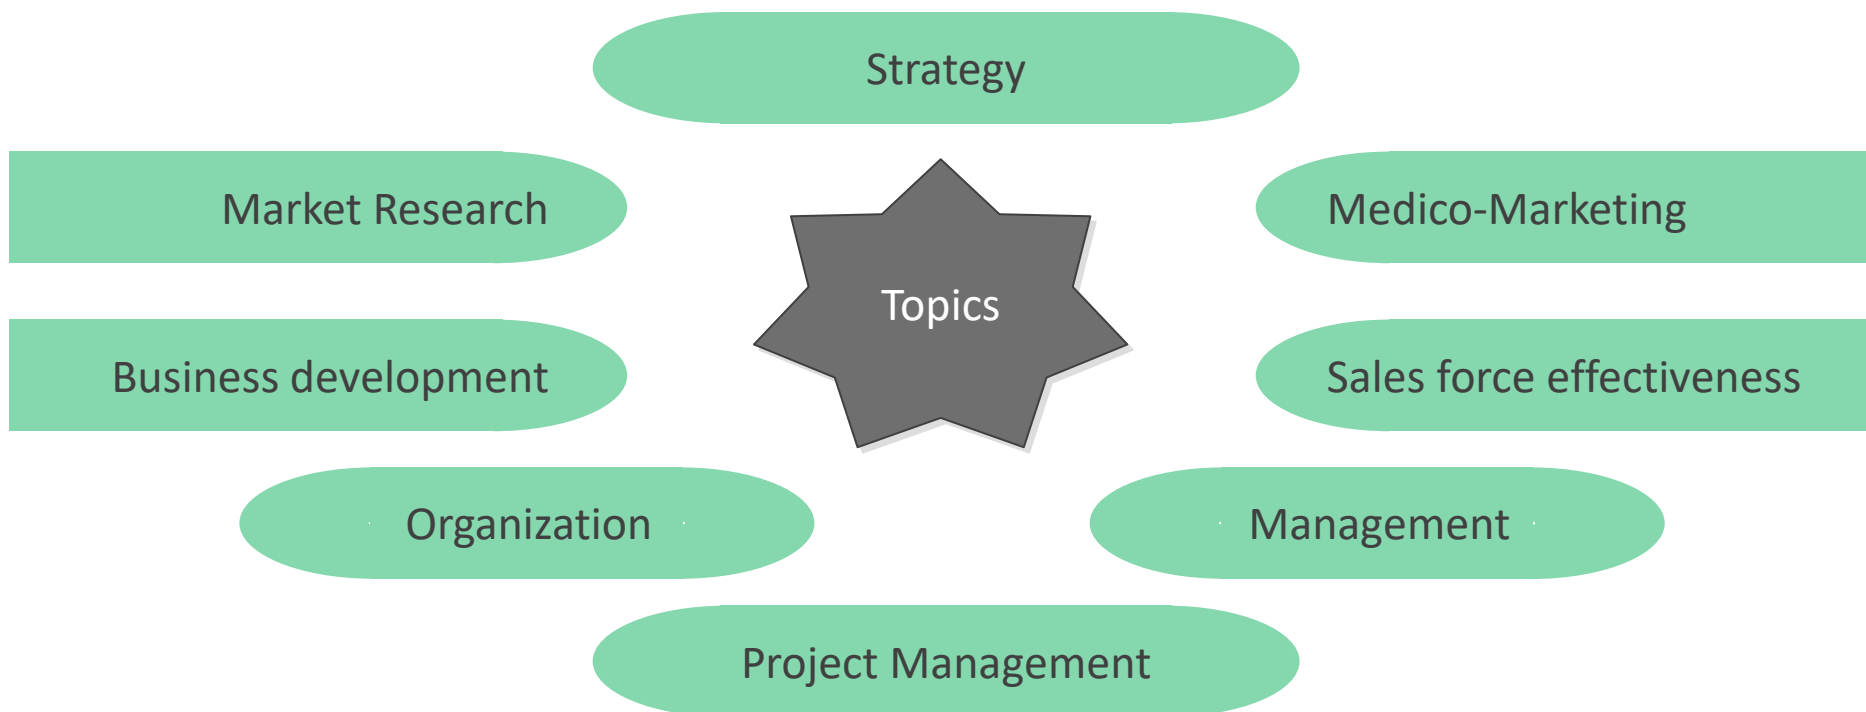 Strategy
Market Research
Medico-Marketing
Topics
Business development
Sales force effectiveness
Organization
Management
Project Management